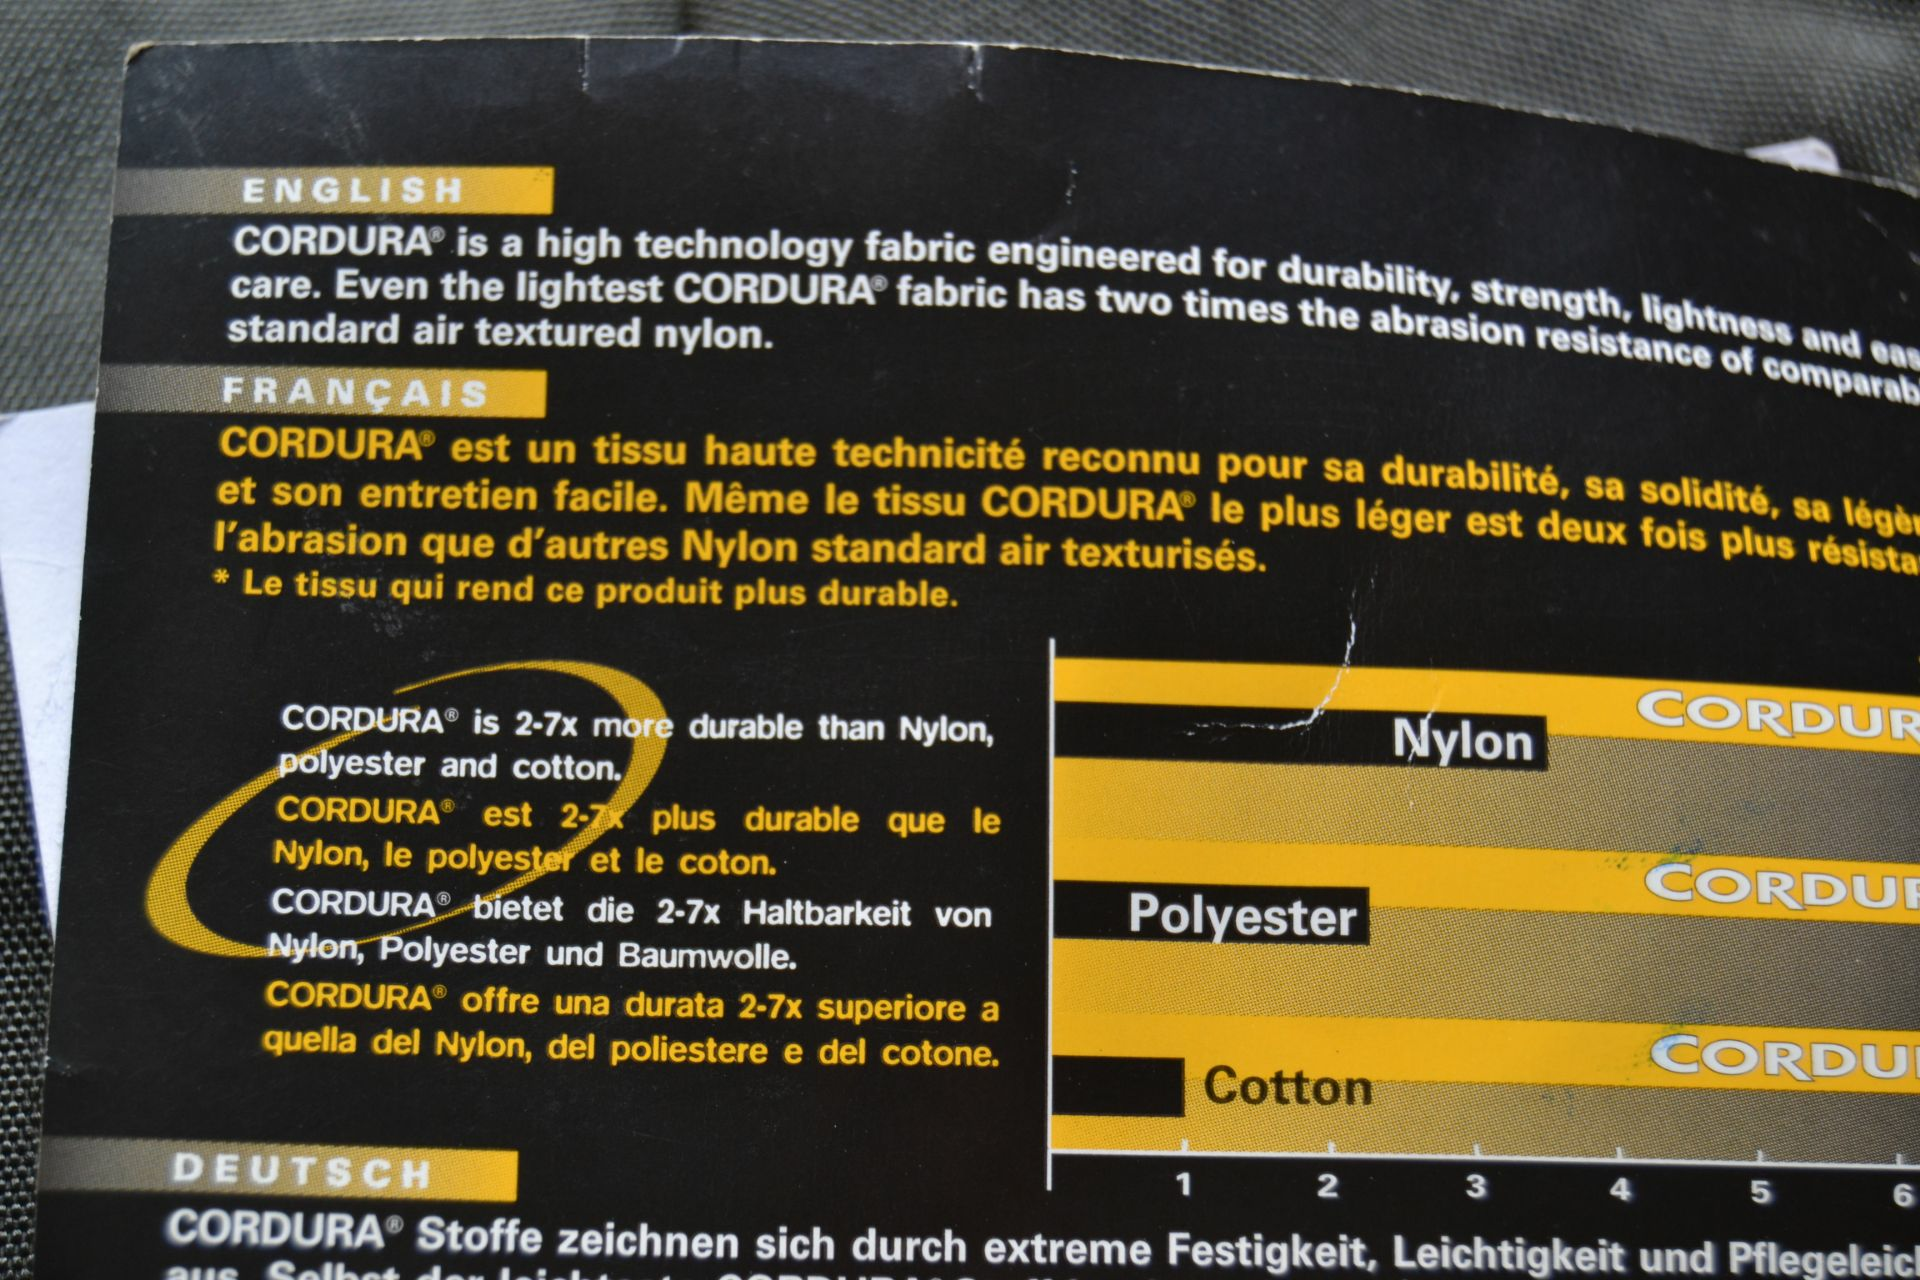 ENGLISH
CORDURA® is a high technology fabric engineered for durability, strength, lightness and
care. Even the lightest CORDURA® fabric has two times the abrasion resistance of
standard air textured nylon.
FRANÇAIS
CORDURA® est un tissu haute technicité reconnu pour sa durabilité, sa solidité, sa
et son entretien facile. Même le tissu CORDURA® le plus léger est deux fois plus
l'abrasion que d'autres Nylon standard air texturisés.
* Le tissu qui rend ce produit plus durable.
CORDURA® is 2-7x more durable than Nylon,
polyester and cotton.
CORDURA® est 2-7x plus durable que le
Nylon, le polyester et le coton.
CORDURA® bietet die 2-7x Haltbarkeit von
Nylon, Polyester und Baumwolle.
CORDURA® offre una durata 2-7x superiore a
quella del Nylon, del poliestere e del cotone.
CORDUR
Nylon
CORDUR
Polyester
CORDU
Cotton
1 2 3 4 5 6
DEUTSCH
CORDURA® Stoffe zeichnen sich durch extreme Festigkeit, Leichtigkeit und
aus. Selbst der